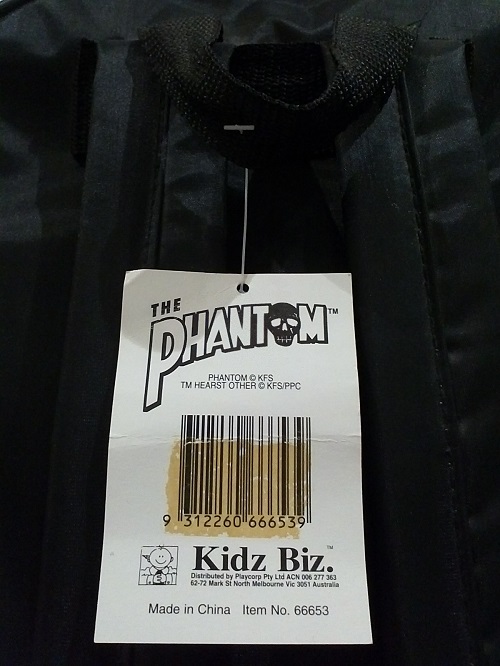 THE
PHANTOM™
PHANTOM © KFS
TM HEARST OTHER © KFS/PPC
9 312260 666539
Kidz Biz.™
Distributed by Playcorp Pty Ltd ACN 006 277 363
62-72 Mark St North Melbourne Vic 3051 Australia
Made in China Item No. 66653